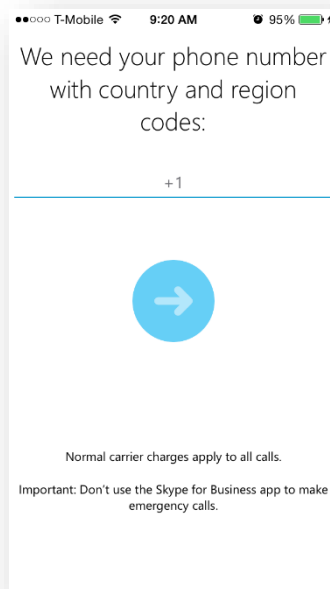 T-Mobile 9:20 AM 95%
We need your phone number
with country and region
codes:
+1
Normal carrier charges apply to all calls.
Important: Don't use the Skype for Business app to make
emergency calls.